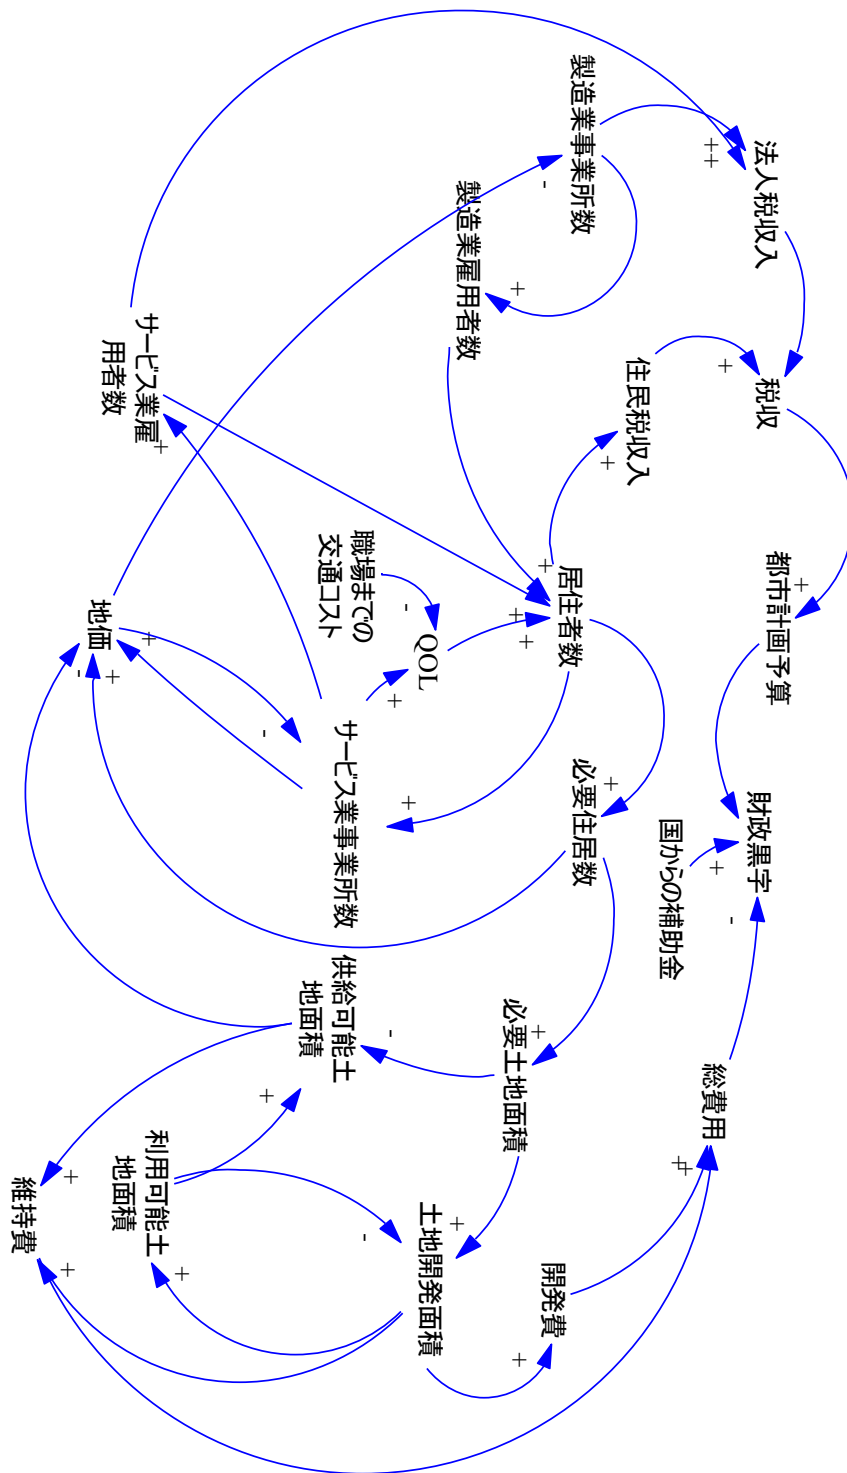 法人税収入
+
+
税収
+
都市計画予算
+
財政黒字
+
-
国からの補助金
総費用
+
+
住民税収入
+
製造業事業所数
-
製造業雇用者数
+
居住者数
+
+
+
必要住居数
+
必要土地面積
+
開発費
+
職場までの
交通コスト
QOL
-
+
サービス業事業所数
+
-
供給可能土
地面積
-
+
土地開発面積
+
-
サービス業雇
用者数
+
地価
+
+
-
利用可能土
地面積
+
維持費
+
+